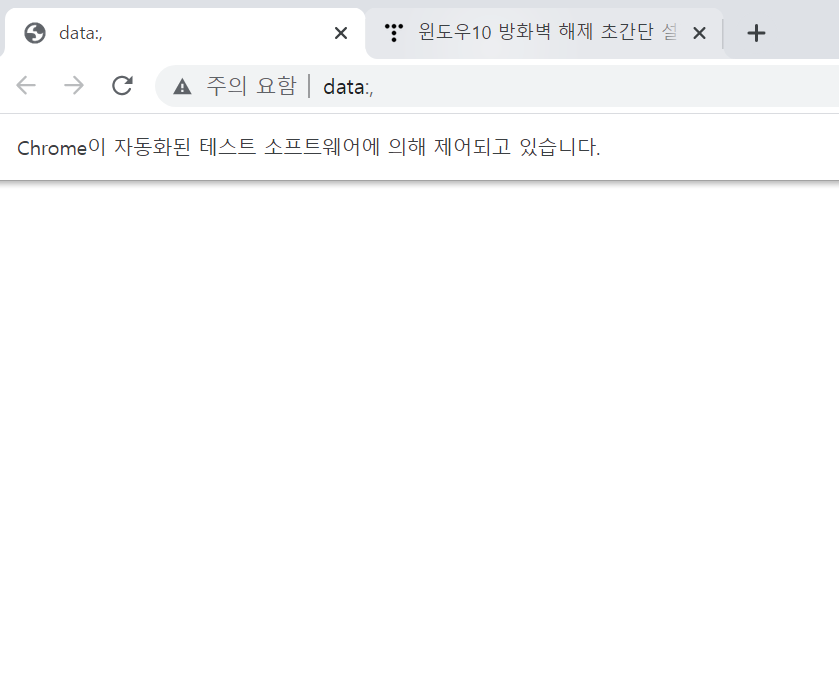 data:,
윈도우10 방화벽 해제 초간단 설
주의 요함 | data:,
Chrome이 자동화된 테스트 소프트웨어에 의해 제어되고 있습니다.